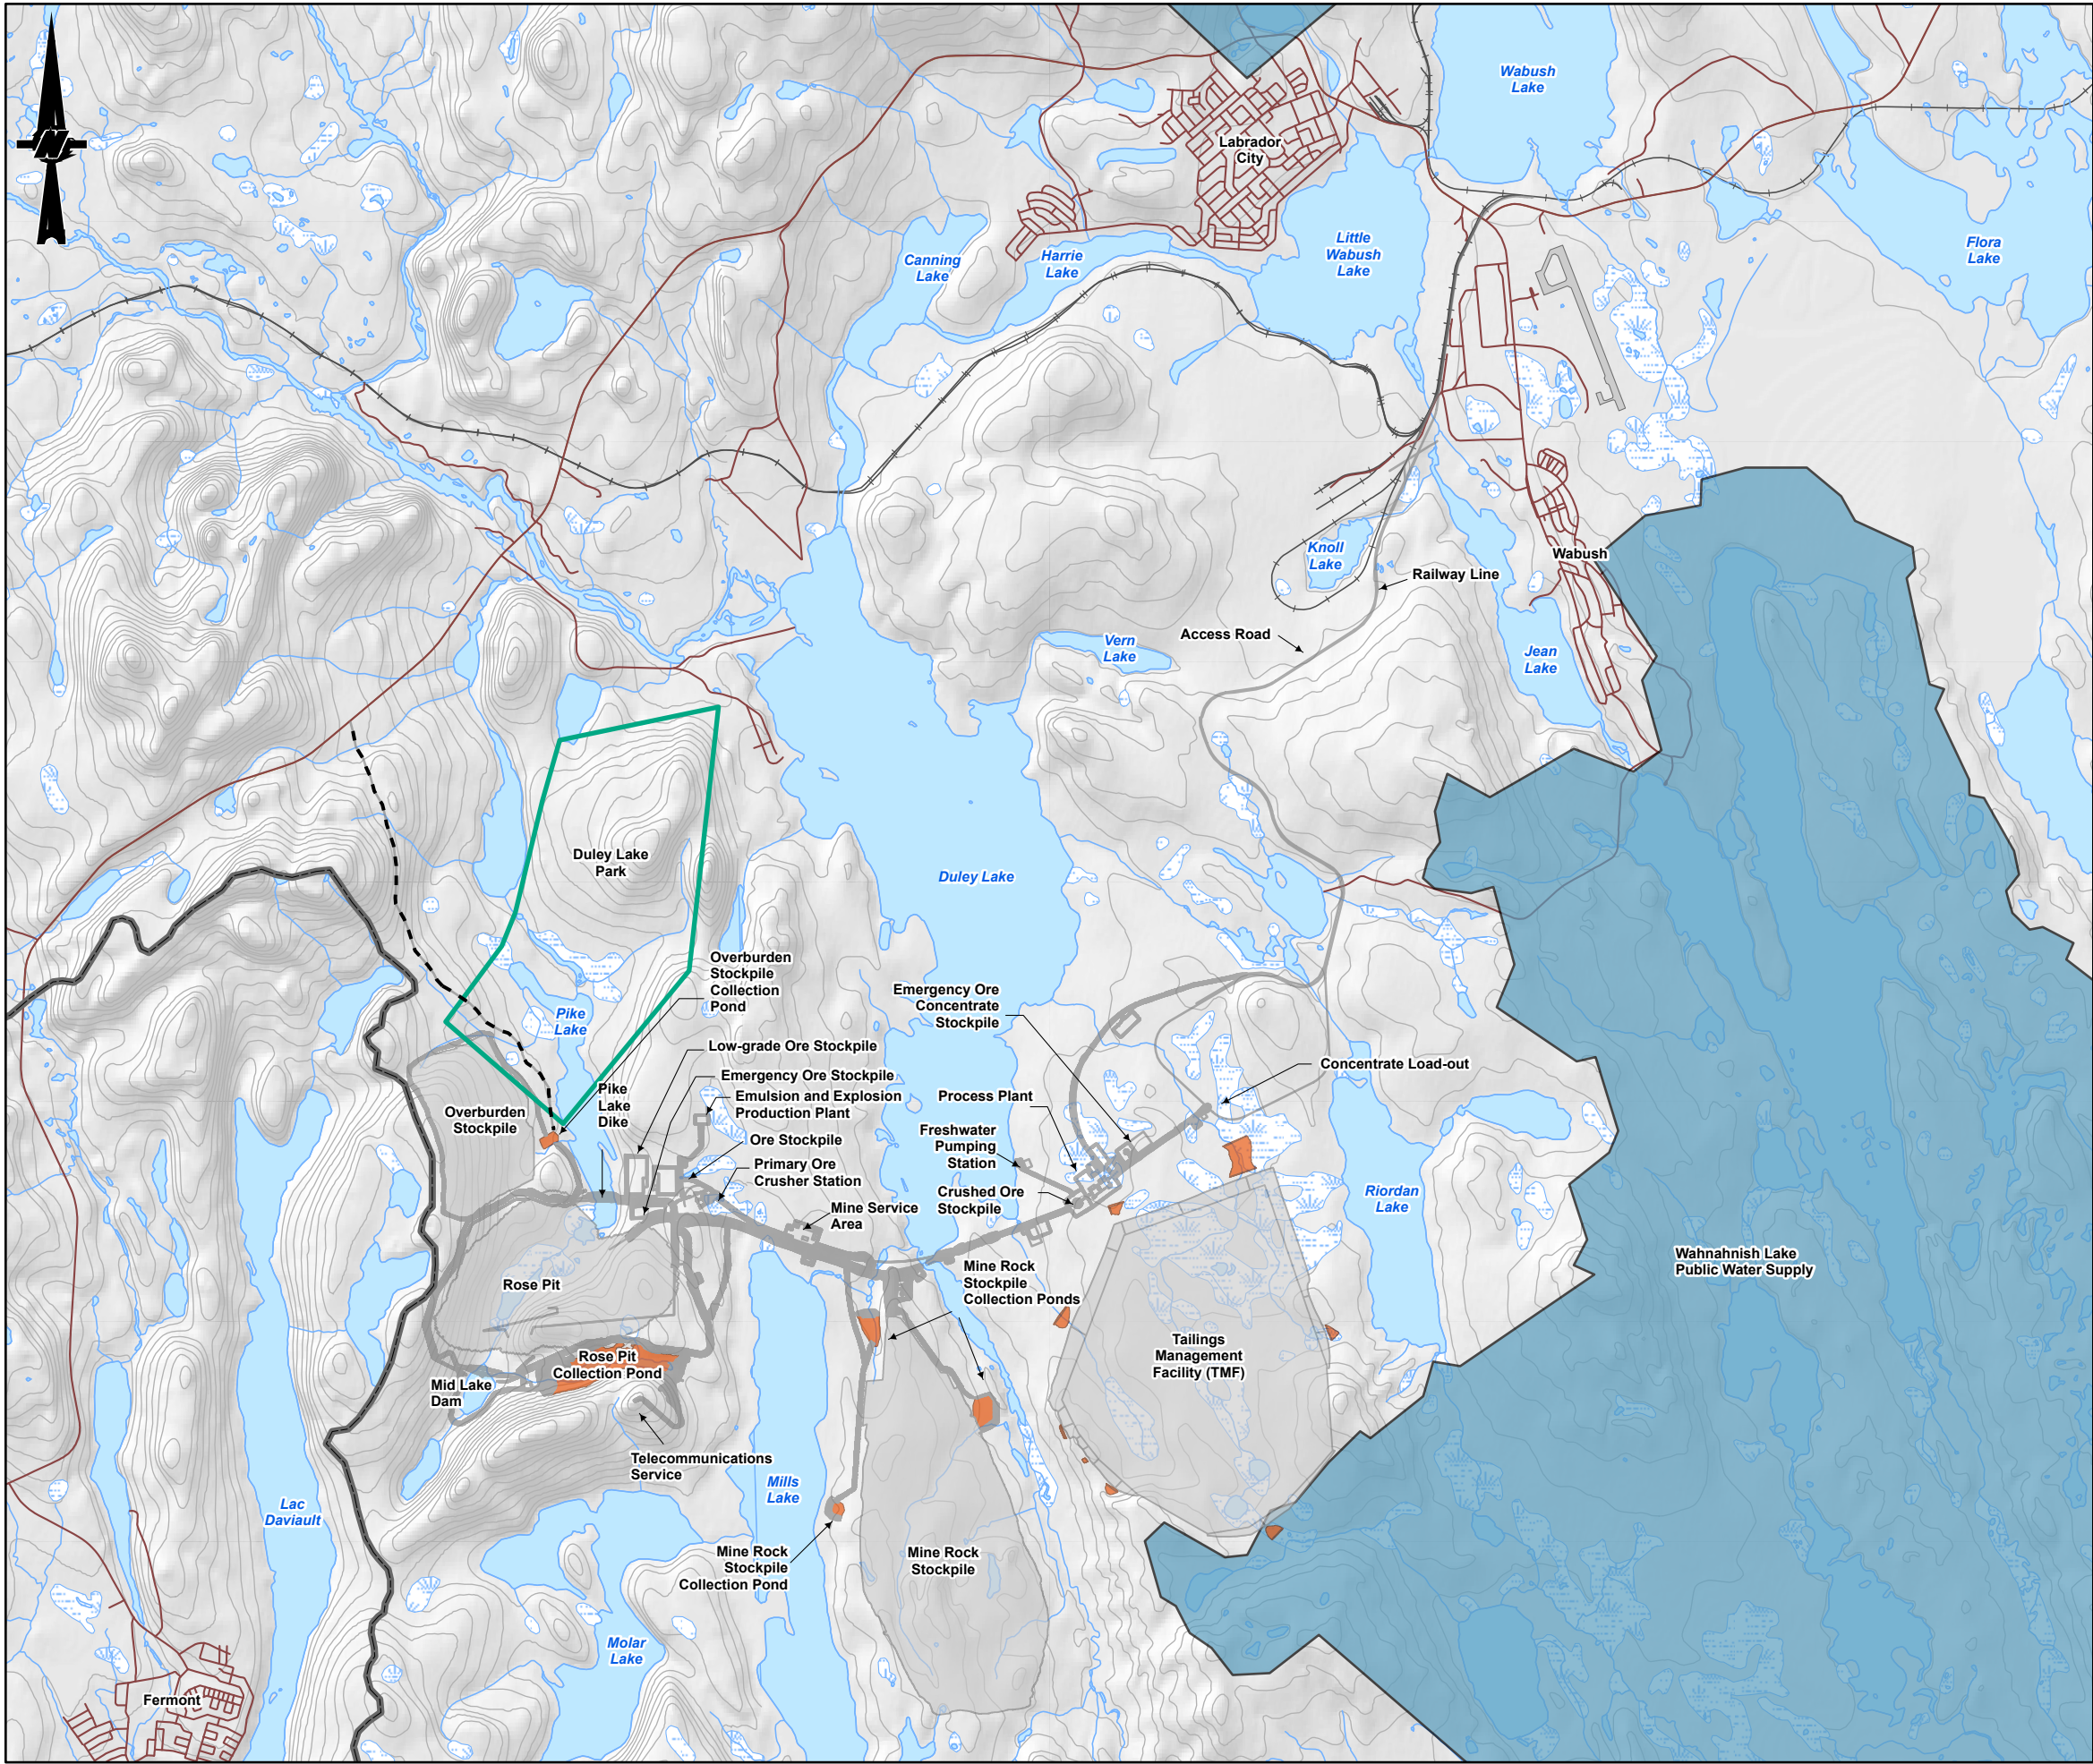 N
Wabush
Lake
Labrador
City
Little
Wabush
Lake
Flora
Lake
Canning
Lake
Harrie
Lake
Knoll
Lake
Wabush
Railway Line
Access Road
Vern
Lake
Jean
Lake
Duley Lake
Park
Duley Lake
Overburden
Stockpile
Collection
Pond
Pike
Lake
Emergency Ore
Concentrate
Stockpile
Low-grade Ore Stockpile
Emergency Ore Stockpile
Emulsion and Explosion
Production Plant
Concentrate Load-out
Pike
Lake
Dike
Overburden
Stockpile
Process Plant
Freshwater
Pumping
Station
Ore Stockpile
Primary Ore
Crusher Station
Crushed Ore
Stockpile
Mine Service
Area
Riordan
Lake
Wahnahnish Lake
Public Water Supply
Rose Pit
Mine Rock
Stockpile
Collection Ponds
Tailings
Management
Facility (TMF)
Rose Pit
Collection Pond
Mid Lake
Dam
Telecommunications
Service
Mills
Lake
Lac
Daviault
Mine Rock
Stockpile
Collection Pond
Mine Rock
Stockpile
Molar
Lake
Fermont